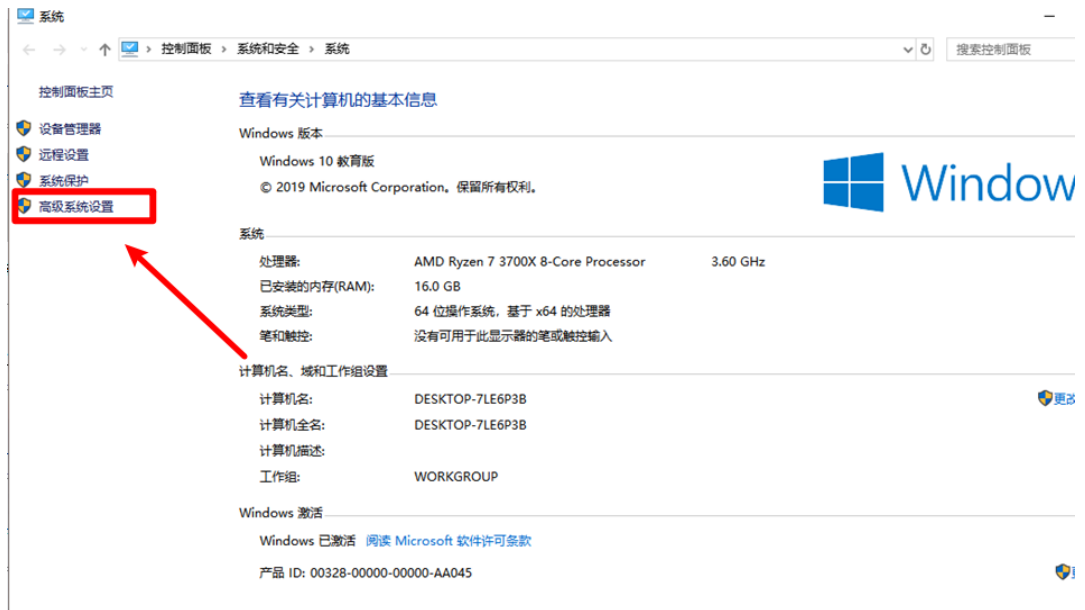 系统
控制面板 › 系统和安全 › 系统
搜索控制面板
控制面板主页
设备管理器
远程设置
系统保护
高级系统设置
查看有关计算机的基本信息
Windows 版本
Windows 10 教育版
© 2019 Microsoft Corporation。保留所有权利。
Window
系统
处理器: AMD Ryzen 7 3700X 8-Core Processor 3.60 GHz
已安装的内存(RAM): 16.0 GB
系统类型: 64 位操作系统, 基于 x64 的处理器
笔和触控: 没有可用于此显示器的笔或触控输入
计算机名、域和工作组设置
计算机名: DESKTOP-7LE6P3B
更改
计算机全名: DESKTOP-7LE6P3B
计算机描述:
工作组: WORKGROUP
Windows 激活
Windows 已激活 阅读 Microsoft 软件许可条款
产品 ID: 00328-00000-00000-AA045